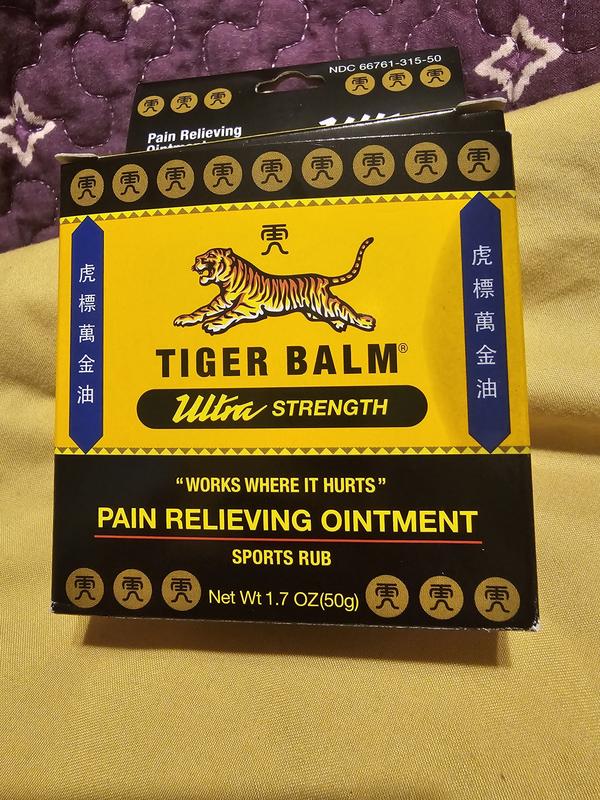 NDC 66761-315-50
Pain Relieving
虎標萬金油
虎標萬金油
TIGER BALM®
Ultra STRENGTH
“WORKS WHERE IT HURTS”
PAIN RELIEVING OINTMENT
SPORTS RUB
Net Wt 1.7 OZ(50g)